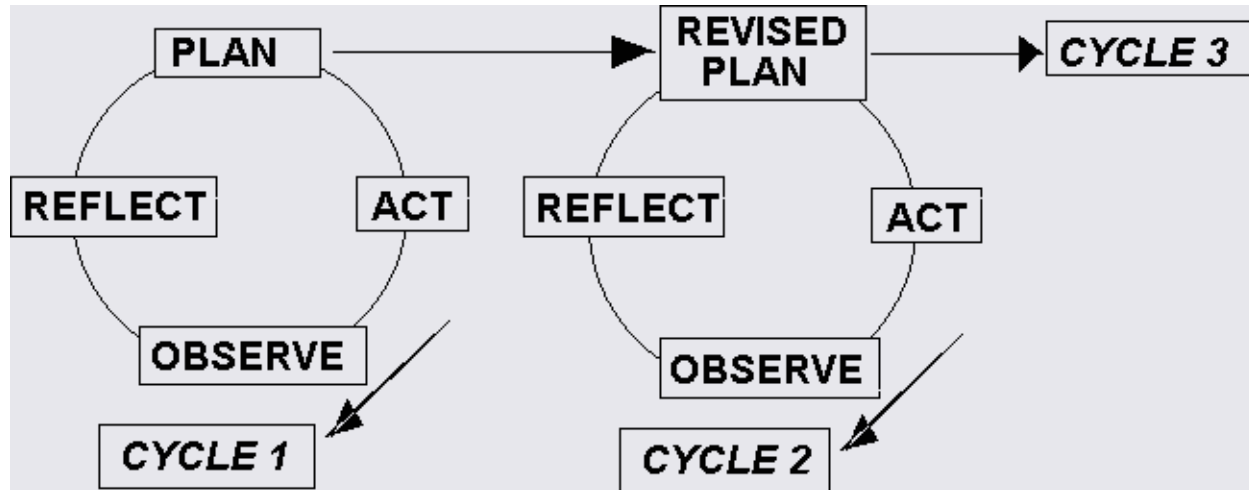 PLAN
REVISED
PLAN
CYCLE 3
REFLECT
ACT
REFLECT
ACT
OBSERVE
OBSERVE
CYCLE 1
CYCLE 2